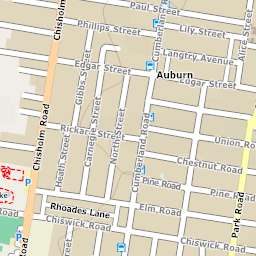 Paul Street
Phillips Street
Lily Street
Cumberland Road
Alice Street
Chisholm Road
Langtry Avenue
Edgar Street
Auburn
Edgar Street
Gibbs Street
Carnegie Street
North Street
Rickard Street
Union Road
Cumberland Road
Chisholm Road
Chestnut Road
Heath Street
P
Pine Road
Pine Road
Park Road
Road
Rhoades Lane
Elm Road
Chiswick Road
Chiswick Road